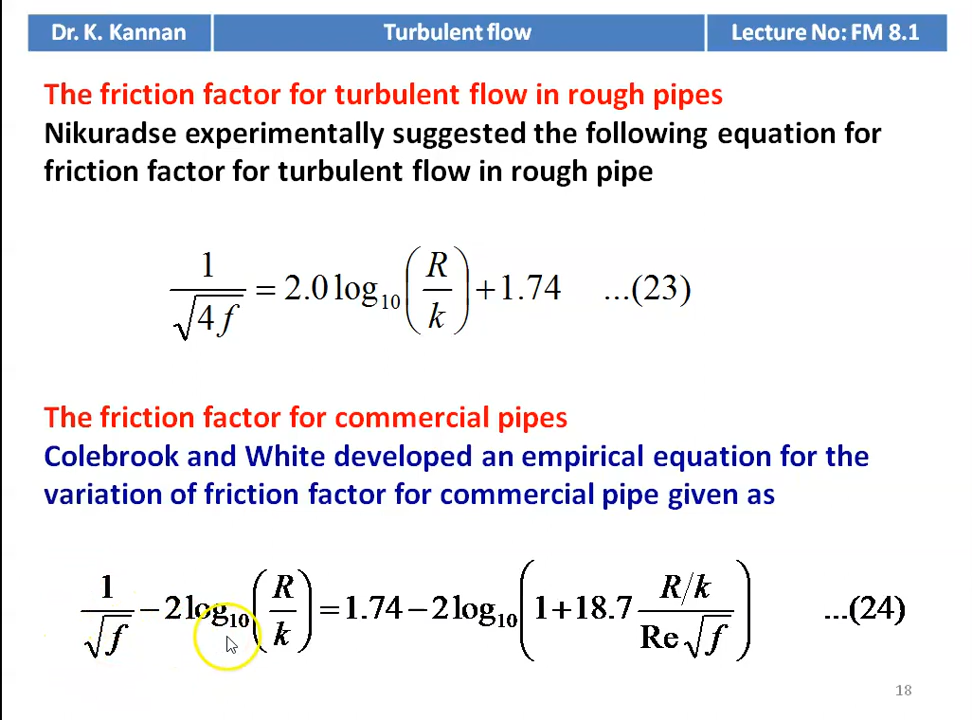 Dr. K. Kannan
Turbulent flow
Lecture No: FM 8.1
The friction factor for turbulent flow in rough pipes
Nikuradse experimentally suggested the following equation for
friction factor for turbulent flow in rough pipe
1/√(4f) = 2.0 log₁₀(R/k) + 1.74 ...(23)
The friction factor for commercial pipes
Colebrook and White developed an empirical equation for the
variation of friction factor for commercial pipe given as
1/√f − 2 log₁₀(R/k) = 1.74 − 2 log₁₀(1 + 18.7 (R/k)/(Re √f)) ...(24)
18